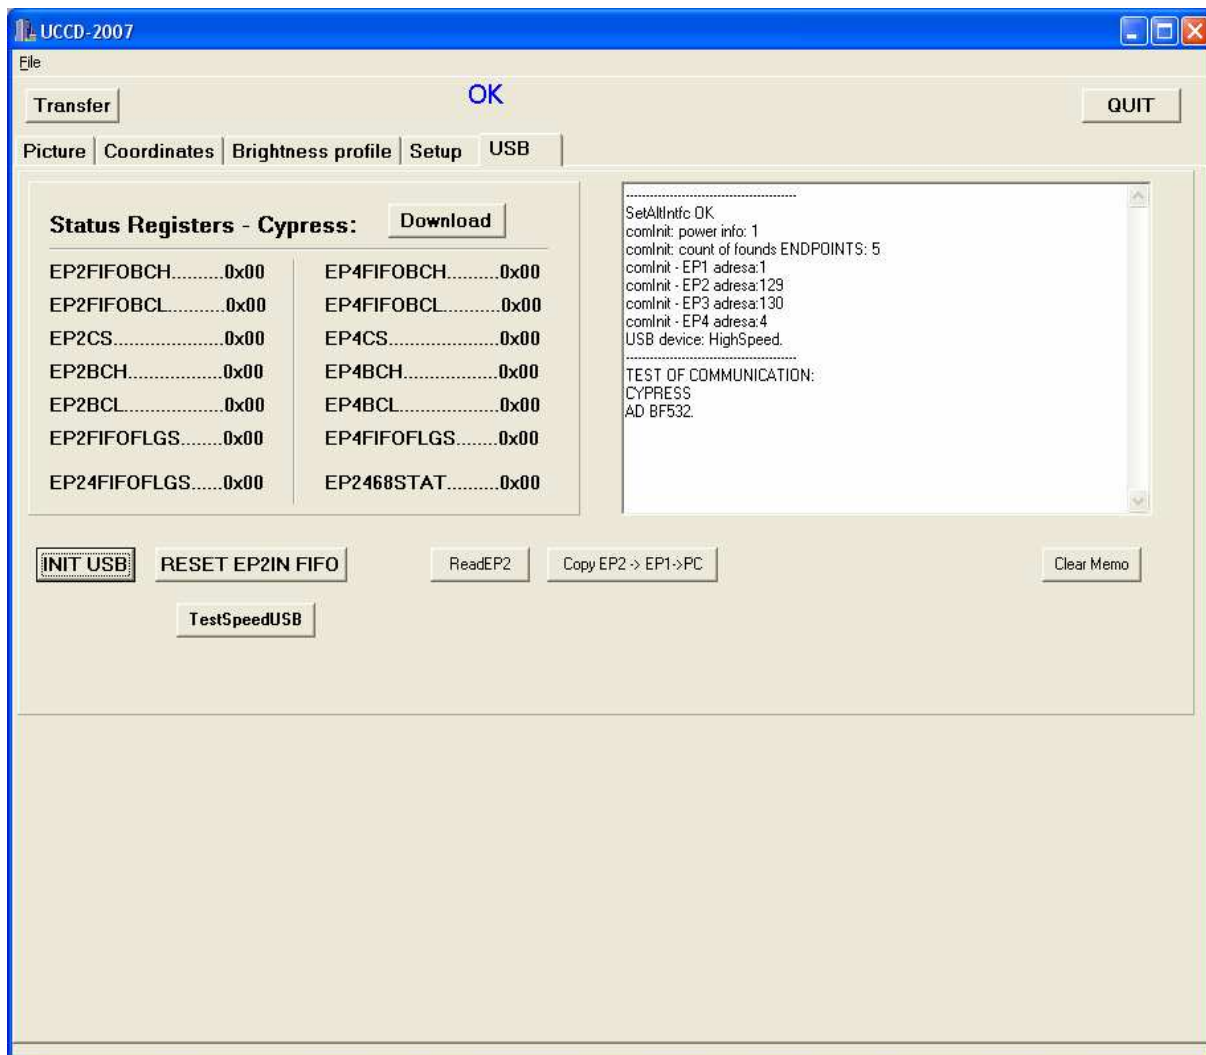 UCCD-2007
File
Transfer
OK
QUIT
Picture Coordinates Brightness profile Setup USB
Status Registers - Cypress: Download
EP2FIFOBCH.........0x00 EP4FIFOBCH.........0x00
EP2FIFOBCL..........0x00 EP4FIFOBCL..........0x00
EP2CS....................0x00 EP4CS....................0x00
EP2BCH.................0x00 EP4BCH.................0x00
EP2BCL..................0x00 EP4BCL..................0x00
EP2FIFOFLGS.......0x00 EP4FIFOFLGS.......0x00
EP24FIFOFLGS......0x00 EP2468STAT.........0x00
-------------------------------------------
SetAltIntfc OK
comInit: power info: 1
comInit: count of founds ENDPOINTS: 5
comInit - EP1 adresa:1
comInit - EP2 adresa:129
comInit - EP3 adresa:130
comInit - EP4 adresa:4
USB device: HighSpeed.
-------------------------------------------
TEST OF COMMUNICATION:
CYPRESS
AD BF532.
INIT USB RESET EP2IN FIFO ReadEP2 Copy EP2 -> EP1->PC Clear Memo
TestSpeedUSB